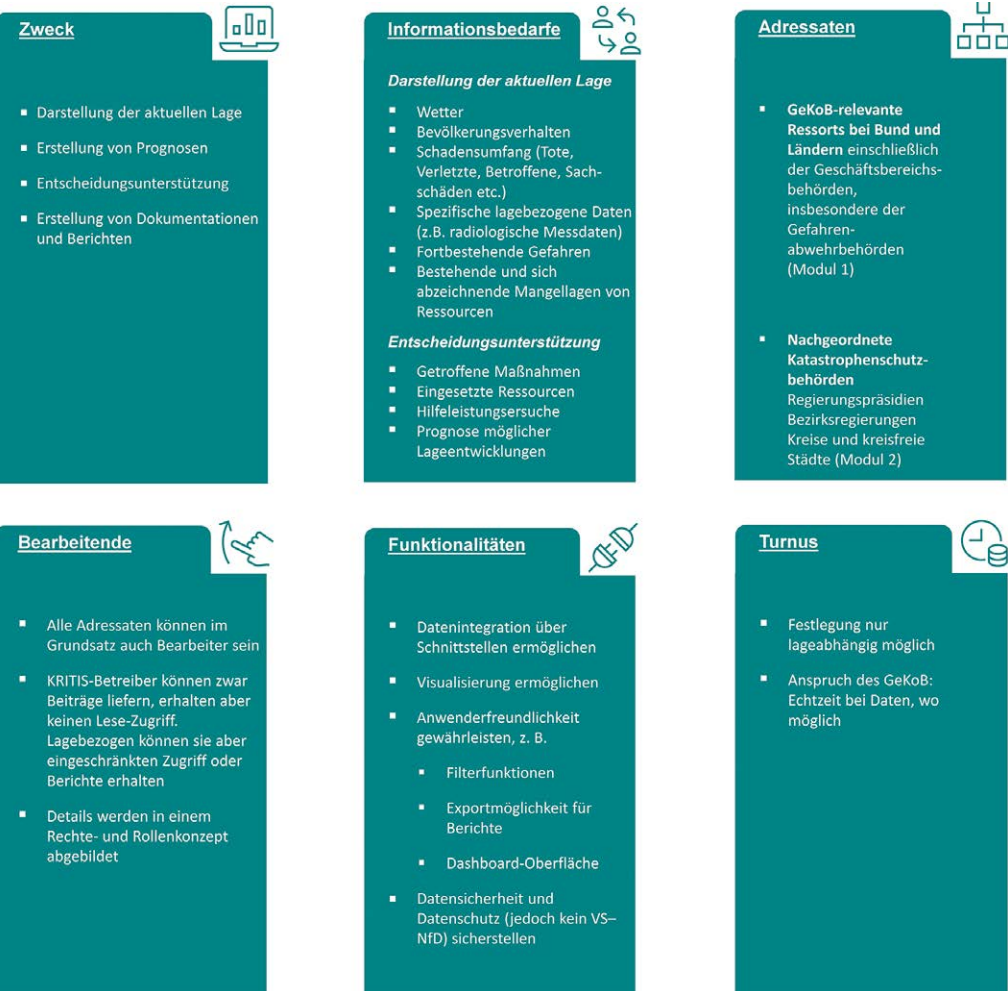 Zweck
▪ Darstellung der aktuellen Lage
▪ Erstellung von Prognosen
▪ Entscheidungsunterstützung
▪ Erstellung von Dokumentationen
und Berichten
Informationsbedarfe
Darstellung der aktuellen Lage
▪ Wetter
▪ Bevölkerungsverhalten
▪ Schadensumfang (Tote,
Verletzte, Betroffene, Sach-
schäden etc.)
▪ Spezifische lagebezogene Daten
(z.B. radiologische Messdaten)
▪ Fortbestehende Gefahren
▪ Bestehende und sich
abzeichnende Mangellagen von
Ressourcen
Entscheidungsunterstützung
▪ Getroffene Maßnahmen
▪ Eingesetzte Ressourcen
▪ Hilfeleistungsersuche
▪ Prognose möglicher
Lageentwicklungen
Adressaten
▪ GeKoB-relevante
Ressorts bei Bund und
Ländern einschließlich
der Geschäftsbereichs-
behörden,
insbesondere der
Gefahren-
abwehrbehörden
(Modul 1)
▪ Nachgeordnete
Katastrophenschutz-
behörden
Regierungspräsidien
Bezirksregierungen
Kreise und kreisfreie
Städte (Modul 2)
Bearbeitende
▪ Alle Adressaten können im
Grundsatz auch Bearbeiter sein
▪ KRITIS-Betreiber können zwar
Beiträge liefern, erhalten aber
keinen Lese-Zugriff.
Lagebezogen können sie aber
eingeschränkten Zugriff oder
Berichte erhalten
▪ Details werden in einem
Rechte- und Rollenkonzept
abgebildet
Funktionalitäten
▪ Datenintegration über
Schnittstellen ermöglichen
▪ Visualisierung ermöglichen
▪ Anwenderfreundlichkeit
gewährleisten, z. B.
▪ Filterfunktionen
▪ Exportmöglichkeit für
Berichte
▪ Dashboard-Oberfläche
▪ Datensicherheit und
Datenschutz (jedoch kein VS–
NfD) sicherstellen
Turnus
▪ Festlegung nur
lageabhängig möglich
▪ Anspruch des GeKoB:
Echtzeit bei Daten, wo
möglich